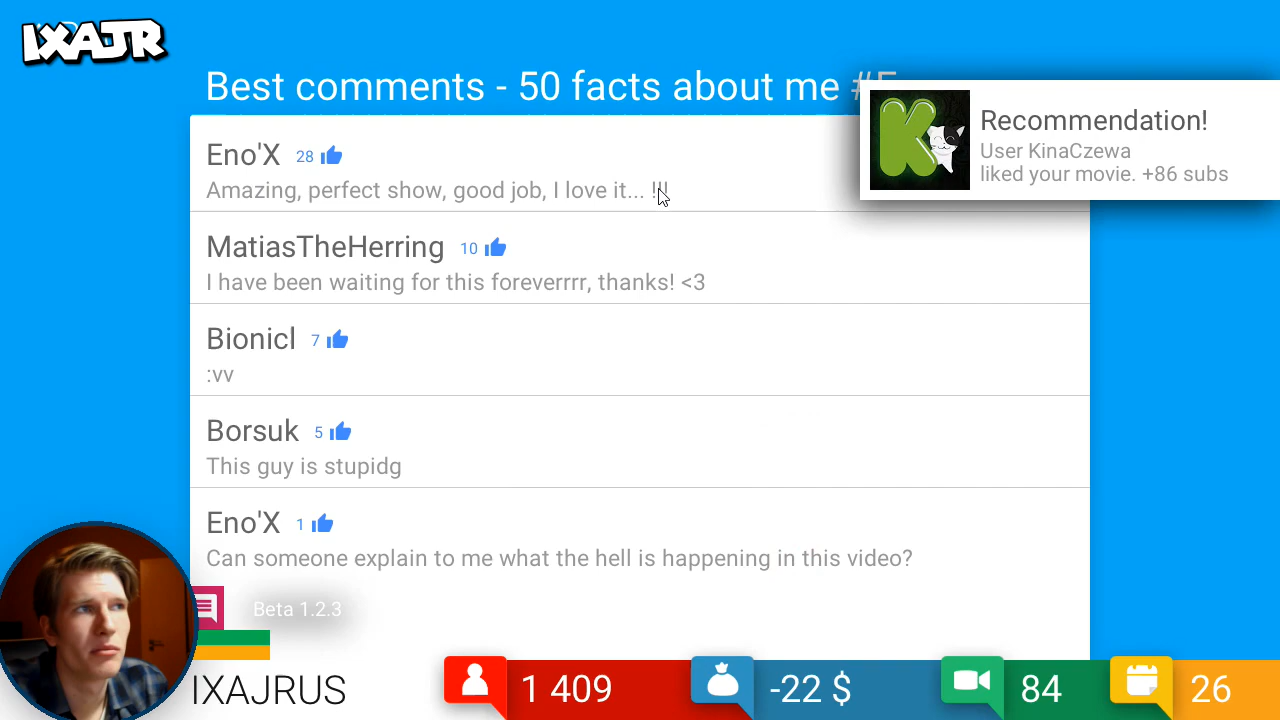 IXAJR
Best comments - 50 facts about me
Recommendation!
User KinaCzewa
liked your movie. +86 subs
K
Eno'X 28
Amazing, perfect show, good job, I love it... !!!
MatiasTheHerring 10
I have been waiting for this foreverrrr, thanks! <3
Bionicl 7
:vv
Borsuk 5
This guy is stupidg
Eno'X 1
Can someone explain to me what the hell is happening in this video?
Beta 1.2.3
IXAJRUS
1 409
-22 $
84
26